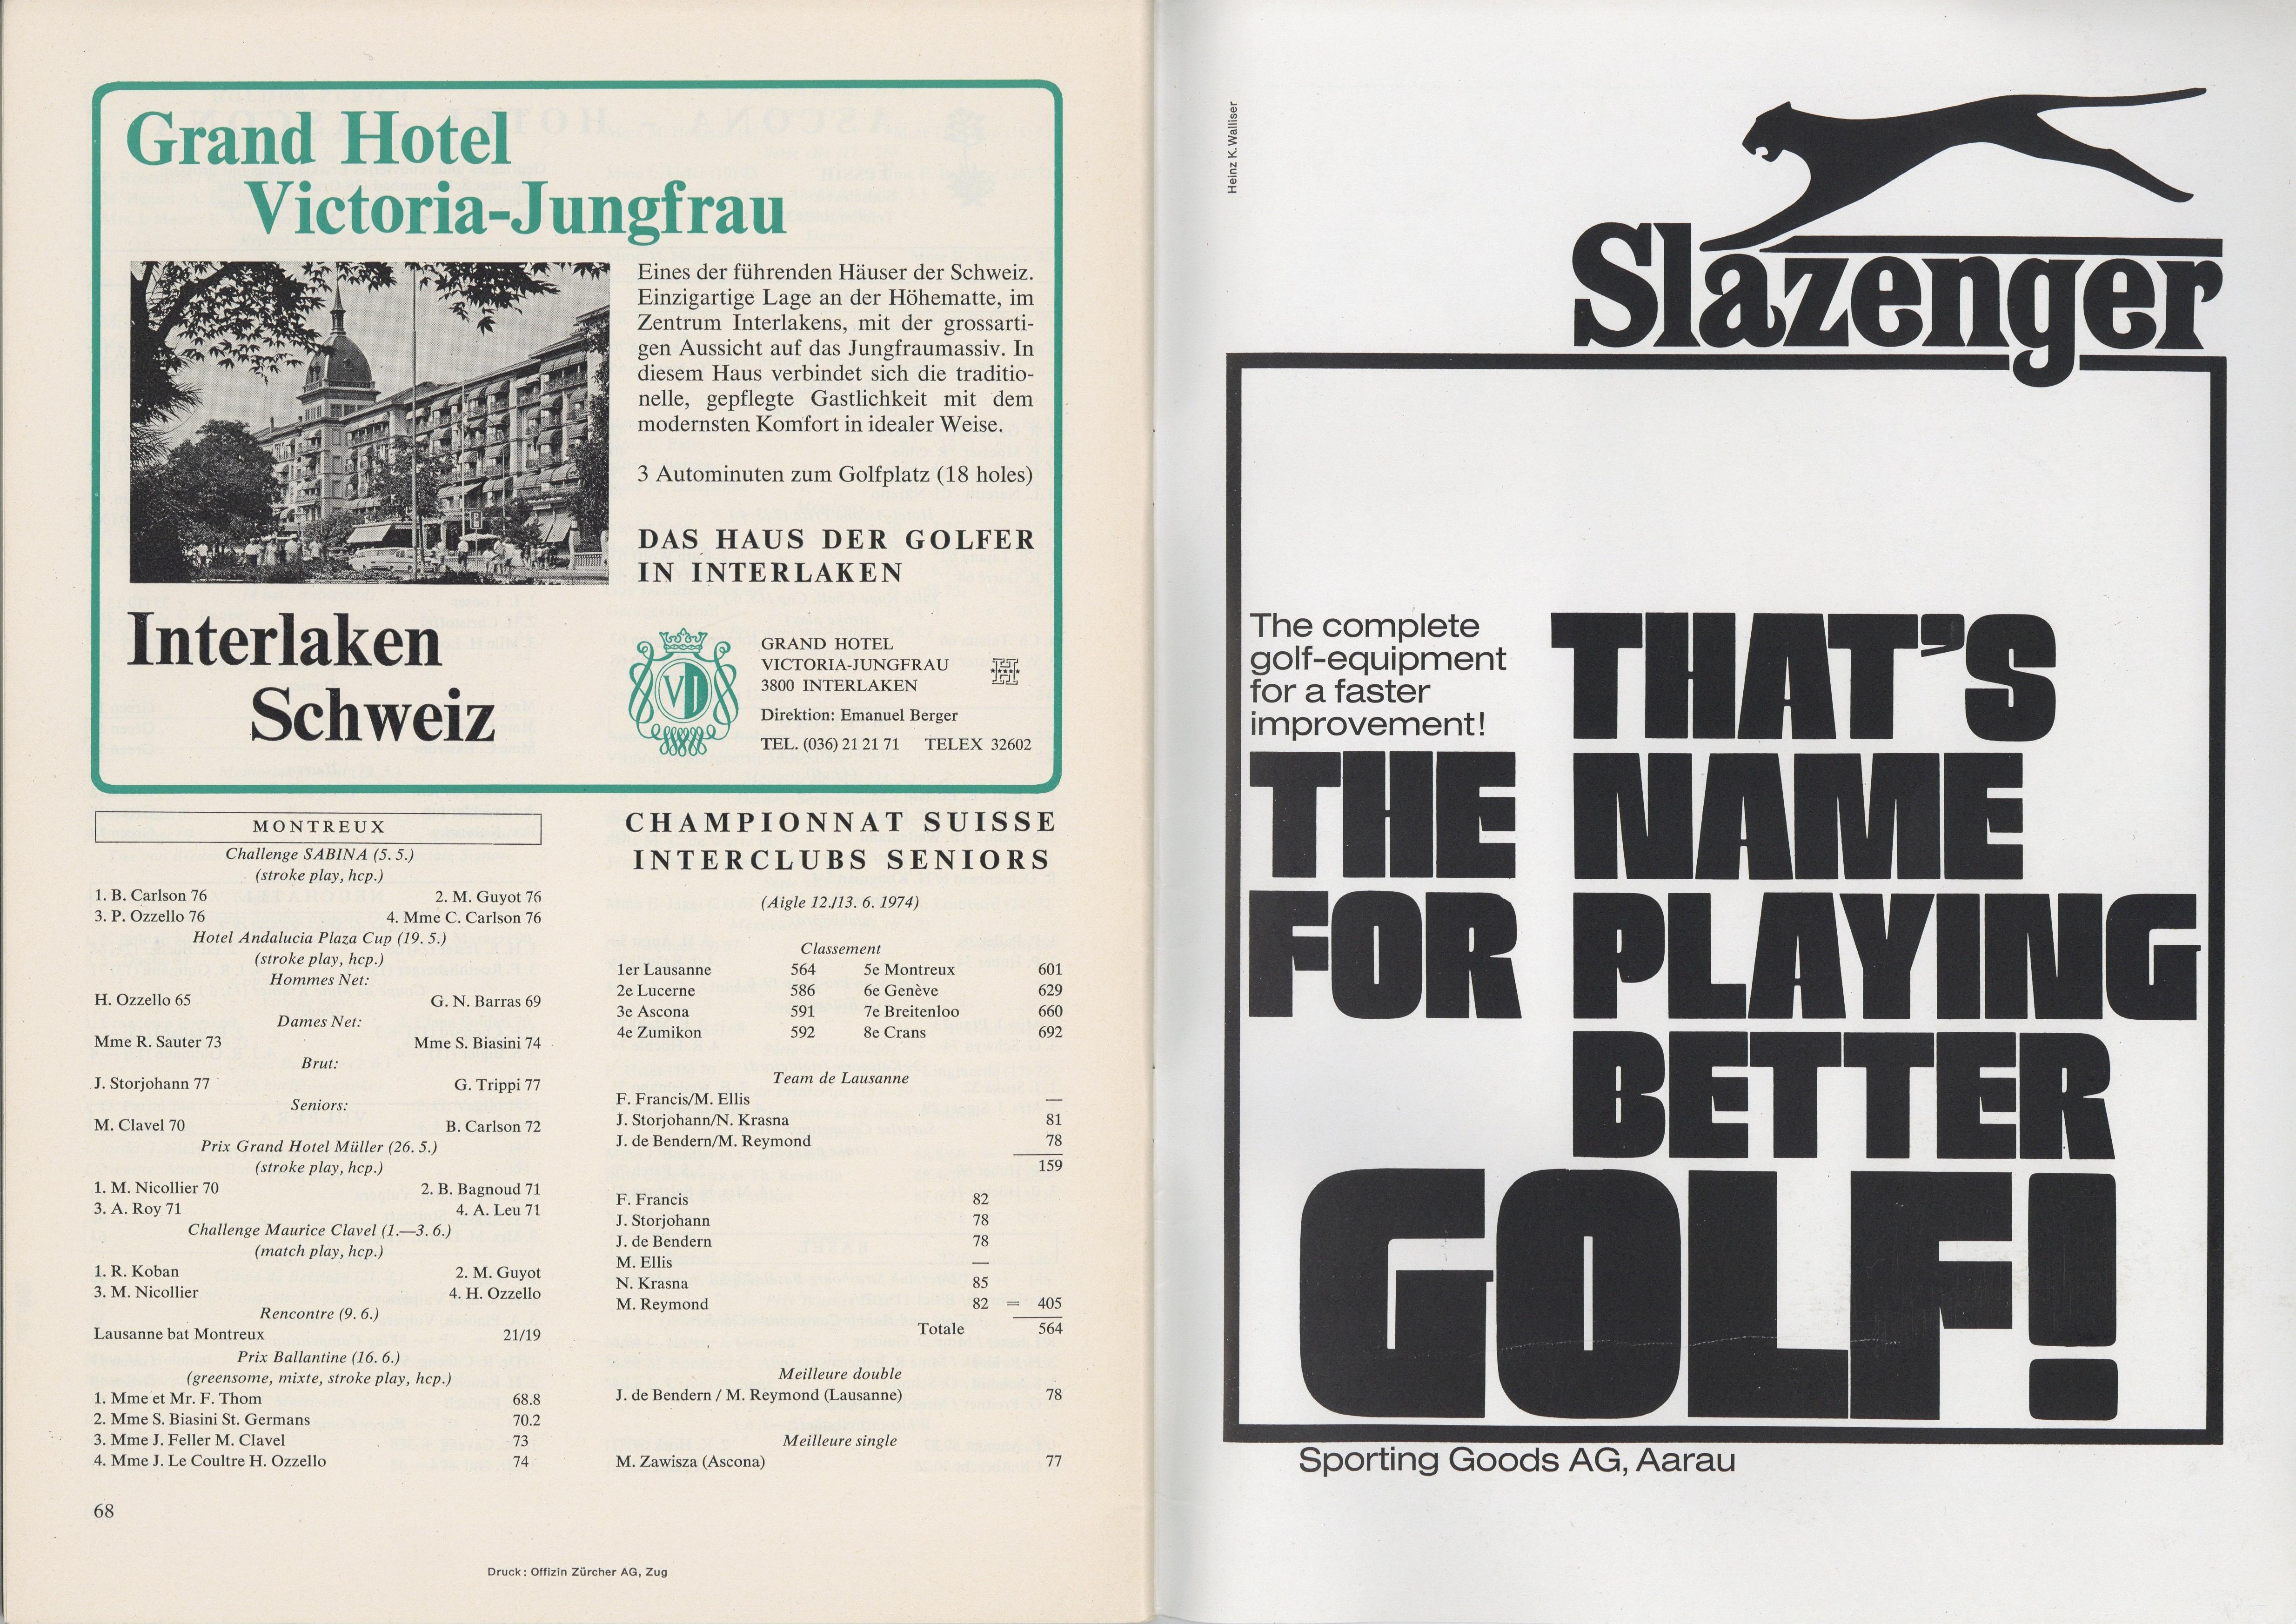 Grand Hotel
Victoria-Jungfrau
Eines der führenden Häuser der Schweiz.
Einzigartige Lage an der Höhematte, im
Zentrum Interlakens, mit der grossarti-
gen Aussicht auf das Jungfraumassiv. In
diesem Haus verbindet sich die traditio-
nelle, gepflegte Gastlichkeit mit dem
modernsten Komfort in idealer Weise.
3 Autominuten zum Golfplatz (18 holes)
DAS HAUS DER GOLFER
IN INTERLAKEN
Interlaken
Schweiz
VJ
GRAND HOTEL
VICTORIA-JUNGFRAU
3800 INTERLAKEN
Direktion: Emanuel Berger
TEL. (036) 21 21 71 TELEX 32602
H
MONTREUX
Challenge SABINA (5. 5.)
(stroke play, hcp.)
1. B. Carlson 76 2. M. Guyot 76
3. P. Ozzello 76 4. Mme C. Carlson 76
Hotel Andalucia Plaza Cup (19. 5.)
(stroke play, hcp.)
Hommes Net:
H. Ozzello 65 G. N. Barras 69
Dames Net:
Mme R. Sauter 73 Mme S. Biasini 74
Brut:
J. Storjohann 77 G. Trippi 77
Seniors:
M. Clavel 70 B. Carlson 72
Prix Grand Hotel Müller (26. 5.)
(stroke play, hcp.)
1. M. Nicollier 70 2. B. Bagnoud 71
3. A. Roy 71 4. A. Leu 71
Challenge Maurice Clavel (1.—3. 6.)
(match play, hcp.)
1. R. Koban 2. M. Guyot
3. M. Nicollier 4. H. Ozzello
Rencontre (9. 6.)
Lausanne bat Montreux 21/19
Prix Ballantine (16. 6.)
(greensome, mixte, stroke play, hcp.)
1. Mme et Mr. F. Thom 68.8
2. Mme S. Biasini St. Germans 70.2
3. Mme J. Feller M. Clavel 73
4. Mme J. Le Coultre H. Ozzello 74
68
CHAMPIONNAT SUISSE
INTERCLUBS SENIORS
(Aigle 12./13. 6. 1974)
Classement
1er Lausanne 564 5e Montreux 601
2e Lucerne 586 6e Genève 629
3e Ascona 591 7e Breitenloo 660
4e Zumikon 592 8e Crans 692
Team de Lausanne
F. Francis/M. Ellis —
J. Storjohann/N. Krasna 81
J. de Bendern/M. Reymond 78
159
F. Francis 82
J. Storjohann 78
J. de Bendern 78
M. Ellis —
N. Krasna 85
M. Reymond 82 = 405
Totale 564
Meilleure double
J. de Bendern / M. Reymond (Lausanne) 78
Meilleure single
M. Zawisza (Ascona) 77
Druck: Offizin Zürcher AG, Zug
Heinz K. Walliser
Slazenger
The complete
golf-equipment
for a faster
improvement!
THAT'S
THE NAME
FOR PLAYING
BETTER
GOLF!
Sporting Goods AG, Aarau